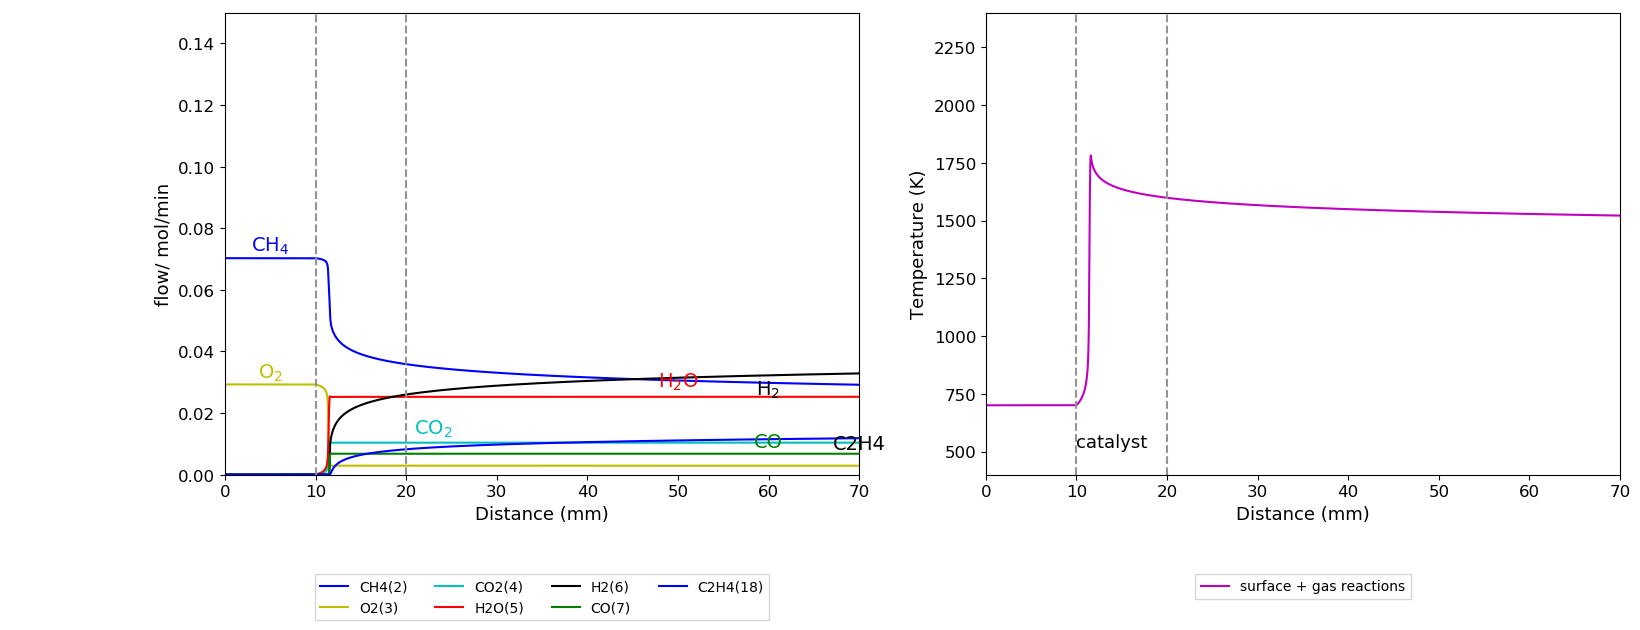 0.14
0.12
0.10
0.08
0.06
0.04
0.02
0.00
flow/ mol/min
CH4
O2
CO2
H2O
H2
CO
C2H4
0 10 20 30 40 50 60 70
Distance (mm)
CH4(2) CO2(4) H2(6) C2H4(18)
O2(3) H2O(5) CO(7)
2250
2000
1750
1500
1250
1000
750
500
Temperature (K)
catalyst
0 10 20 30 40 50 60 70
Distance (mm)
surface + gas reactions